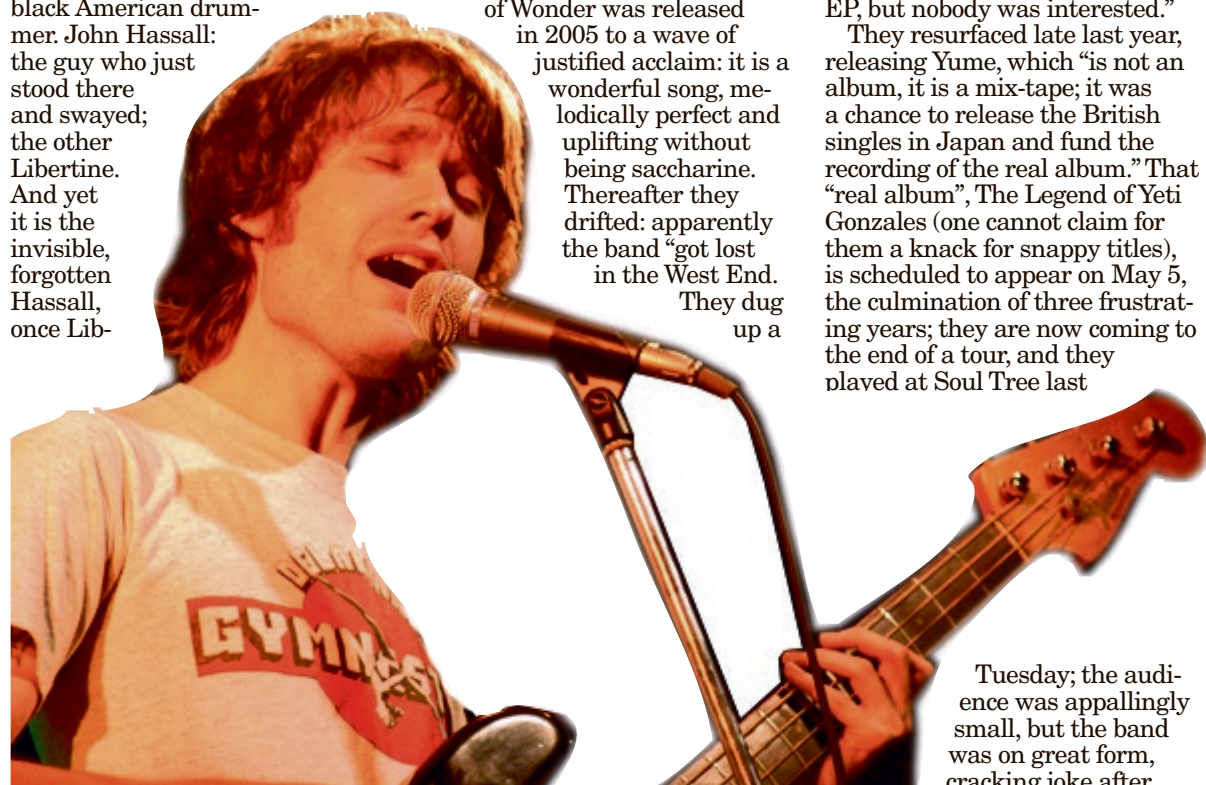 black American drum-
mer. John Hassall:
the guy who just
stood there
and swayed;
the other
Libertine.
And yet
it is the
invisible,
forgotten
Hassall,
once Lib-
of Wonder was released
in 2005 to a wave of
justified acclaim: it is a
wonderful song, me-
lodically perfect and
uplifting without
being saccharine.
Thereafter they
drifted: apparently
the band “got lost
in the West End.
They dug
up a
EP, but nobody was interested.”
They resurfaced late last year,
releasing Yume, which “is not an
album, it is a mix-tape; it was
a chance to release the British
singles in Japan and fund the
recording of the real album.” That
“real album”, The Legend of Yeti
Gonzales (one cannot claim for
them a knack for snappy titles),
is scheduled to appear on May 5,
the culmination of three frustrat-
ing years; they are now coming to
the end of a tour, and they
played at Soul Tree last
Tuesday; the audi-
ence was appallingly
small, but the band
was on great form,
cracking joke after
GYMN